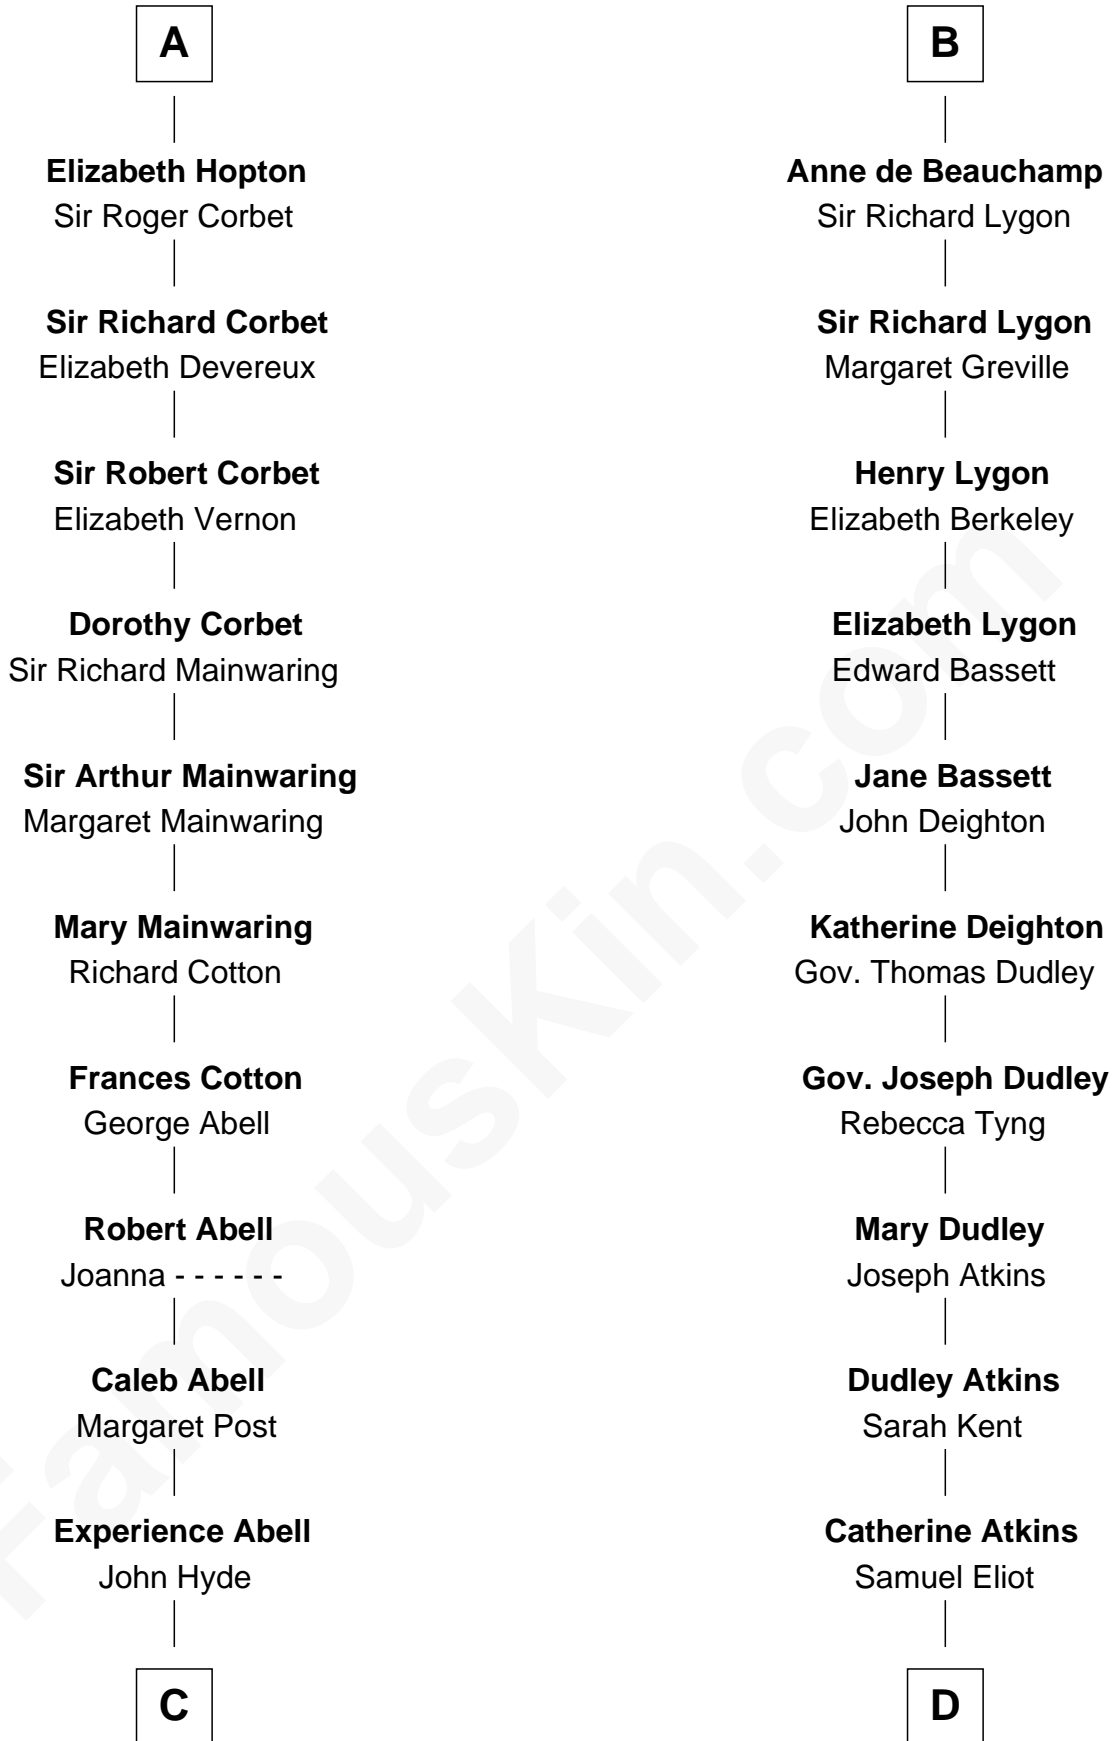 A
Elizabeth Hopton
Sir Roger Corbet
Sir Richard Corbet
Elizabeth Devereux
Sir Robert Corbet
Elizabeth Vernon
Dorothy Corbet
Sir Richard Mainwaring
Sir Arthur Mainwaring
Margaret Mainwaring
Mary Mainwaring
Richard Cotton
Frances Cotton
George Abell
Robert Abell
Joanna - - - - - -
Caleb Abell
Margaret Post
Experience Abell
John Hyde
C
B
Anne de Beauchamp
Sir Richard Lygon
Sir Richard Lygon
Margaret Greville
Henry Lygon
Elizabeth Berkeley
Elizabeth Lygon
Edward Bassett
Jane Bassett
John Deighton
Katherine Deighton
Gov. Thomas Dudley
Gov. Joseph Dudley
Rebecca Tyng
Mary Dudley
Joseph Atkins
Dudley Atkins
Sarah Kent
Catherine Atkins
Samuel Eliot
D
FamousKin.com